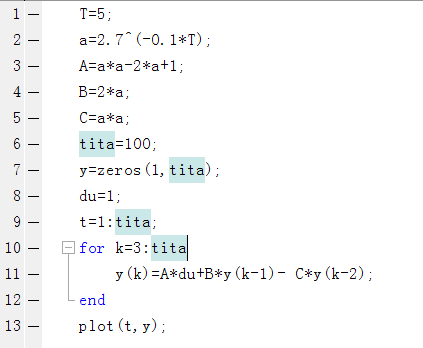 1 — T=5;
2 — a=2.7^(-0.1*T);
3 — A=a*a-2*a+1;
4 — B=2*a;
5 — C=a*a;
6 — tita=100;
7 — y=zeros(1,tita);
8 — du=1;
9 — t=1:tita;
10 — for k=3:tita
11 — y(k)=A*du+B*y(k-1)- C*y(k-2);
12 — end
13 — plot(t,y);